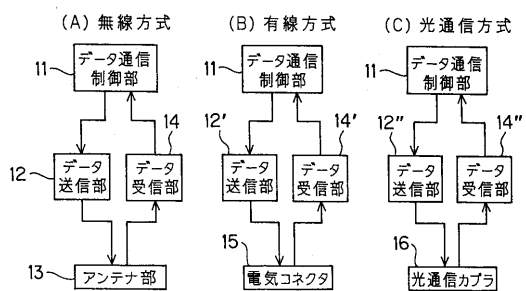 (A) 無線方式
(B) 有線方式
(C) 光通信方式
11
データ通信
制御部
11
データ通信
制御部
11
データ通信
制御部
14
12'
14'
12"
14"
12
データ
送信部
データ
受信部
データ
送信部
データ
受信部
データ
送信部
データ
受信部
13
アンテナ部
15
電気コネクタ
16
光通信カプラ